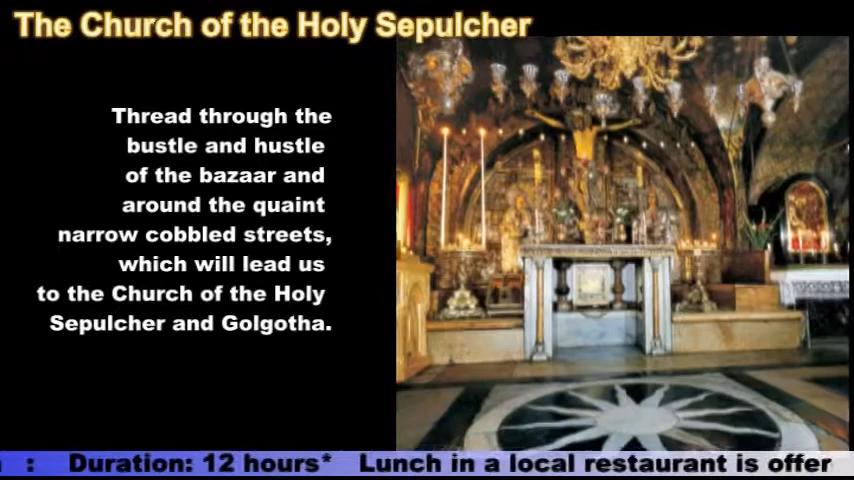 The Church of the Holy Sepulcher
Thread through the
bustle and hustle
of the bazaar and
around the quaint
narrow cobbled streets,
which will lead us
to the Church of the Holy
Sepulcher and Golgotha.
: Duration: 12 hours* Lunch in a local restaurant is offer